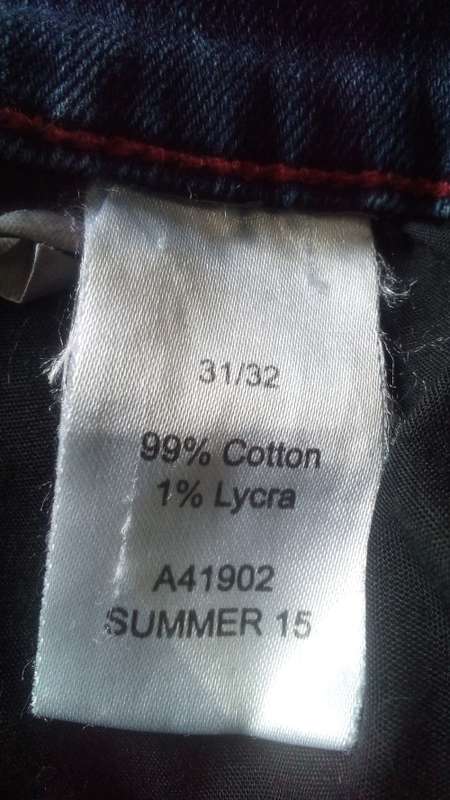 31/32
99% Cotton
1% Lycra
A41902
SUMMER 15